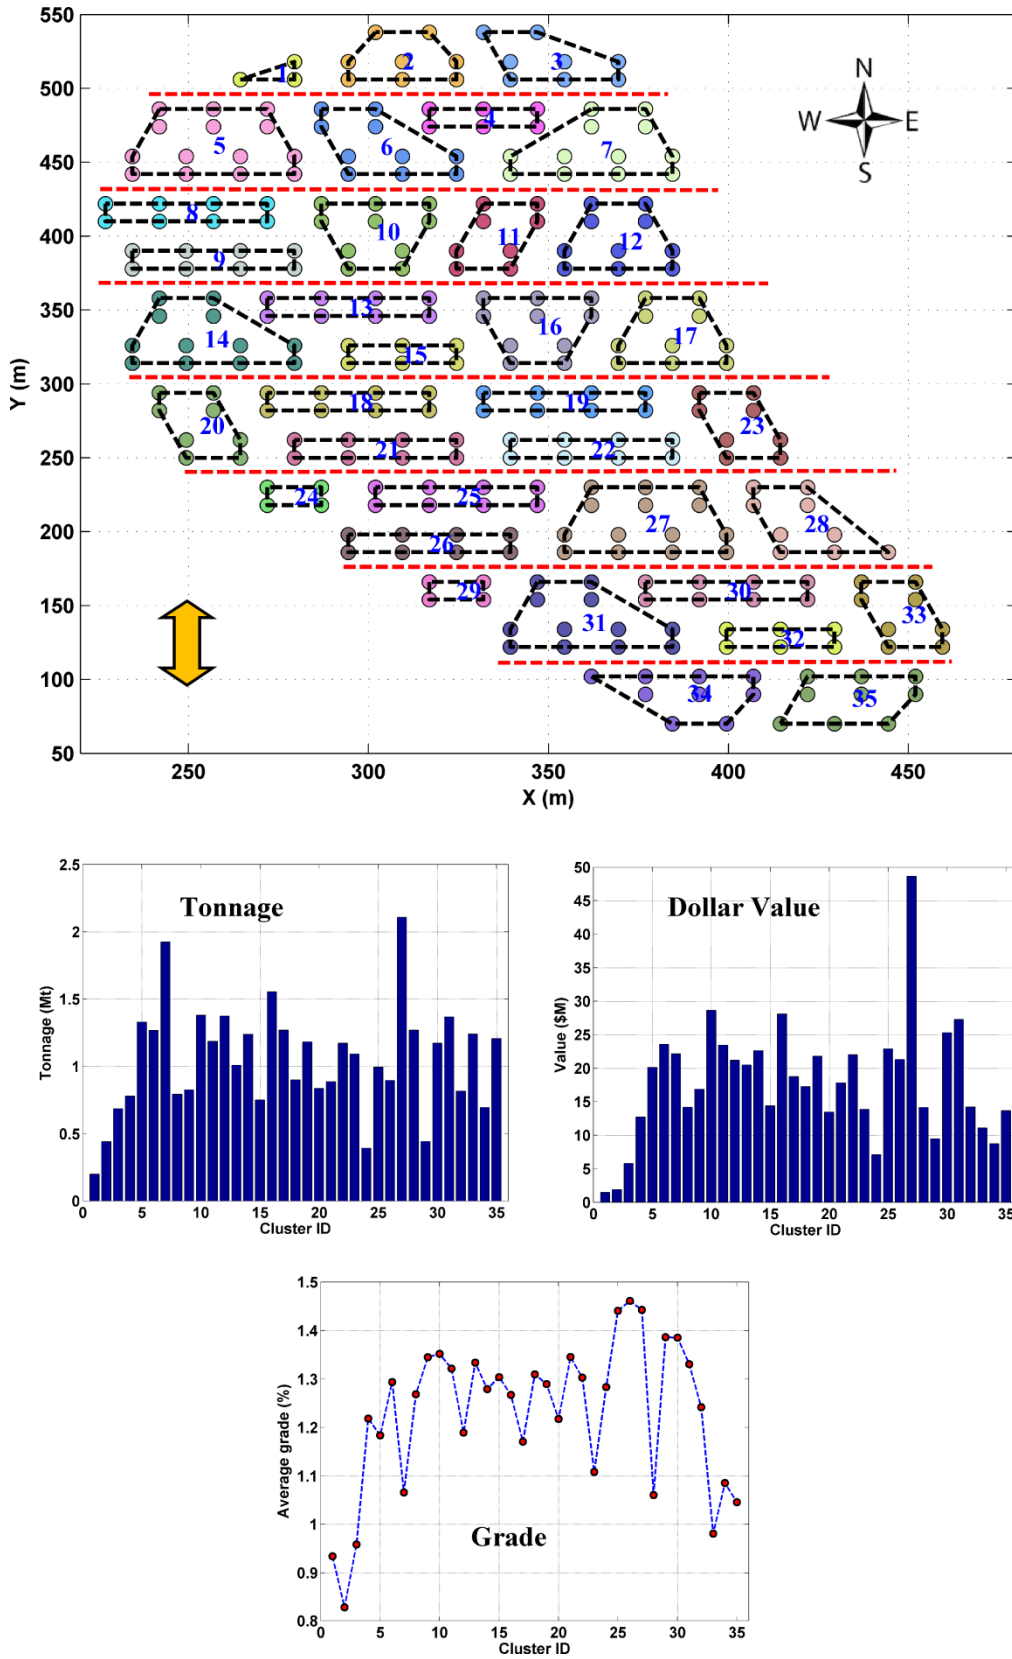 550
500
450
400
350
300
250
200
150
100
50
Y (m)
250 300 350 400 450
X (m)
N
W E
S
1 2 3
4
5 6 7
8
9 10 11 12
13
14 15 16 17
18 19
20 21 22 23
24 25
26 27 28
29 30
31 32 33
34 35
Tonnage
2.5
2
1.5
1
0.5
0
Tonnage (Mt)
0 5 10 15 20 25 30 35
Cluster ID
Dollar Value
50
45
40
35
30
25
20
15
10
5
0
Value ($M)
0 5 10 15 20 25 30 35
Cluster ID
1.5
1.4
1.3
1.2
1.1
1
0.9
0.8
Average grade (%)
Grade
0 5 10 15 20 25 30 35
Cluster ID